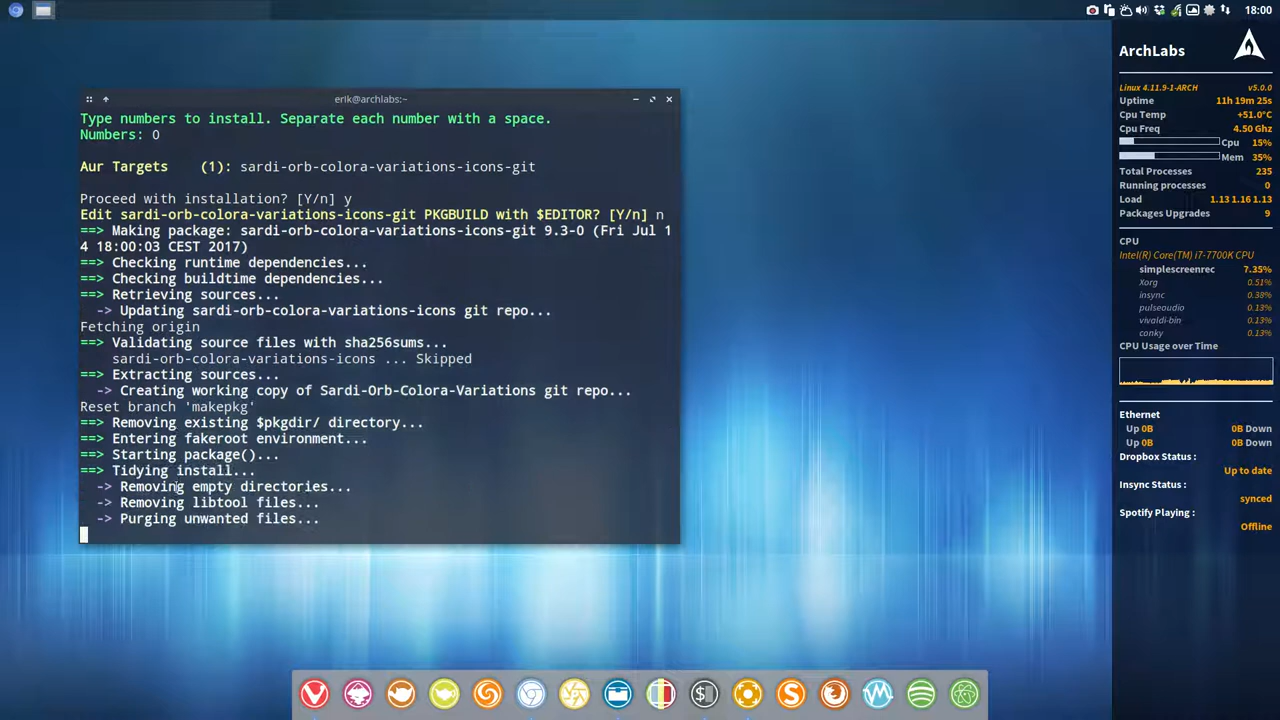 18:00
erik@archlabs:~
Type numbers to install. Separate each number with a space.
Numbers: 0
Aur Targets (1): sardi-orb-colora-variations-icons-git
Proceed with installation? [Y/n] y
Edit sardi-orb-colora-variations-icons-git PKGBUILD with $EDITOR? [Y/n] n
==> Making package: sardi-orb-colora-variations-icons-git 9.3-0 (Fri Jul 1
4 18:00:03 CEST 2017)
==> Checking runtime dependencies...
==> Checking buildtime dependencies...
==> Retrieving sources...
-> Updating sardi-orb-colora-variations-icons git repo...
Fetching origin
==> Validating source files with sha256sums...
sardi-orb-colora-variations-icons ... Skipped
==> Extracting sources...
-> Creating working copy of Sardi-Orb-Colora-Variations git repo...
Reset branch 'makepkg'
==> Removing existing $pkgdir/ directory...
==> Entering fakeroot environment...
==> Starting package()...
==> Tidying install...
-> Removing empty directories...
-> Removing libtool files...
-> Purging unwanted files...
ArchLabs
Linux 4.11.9-1-ARCH v5.0.0
Uptime 11h 19m 25s
Cpu Temp +51.0°C
Cpu Freq 4.50 Ghz
Cpu 15%
Mem 35%
Total Processes 235
Running processes 0
Load 1.13 1.16 1.13
Packages Upgrades 9
CPU
Intel(R) Core(TM) i7-7700K CPU
simplescreenrec 7.35%
Xorg 0.51%
insync 0.38%
pulseaudio 0.13%
vivaldi-bin 0.13%
conky 0.13%
CPU Usage over Time
Ethernet
Up 0B 0B Down
Up 0B 0B Down
Dropbox Status :
Up to date
Insync Status :
synced
Spotify Playing :
Offline